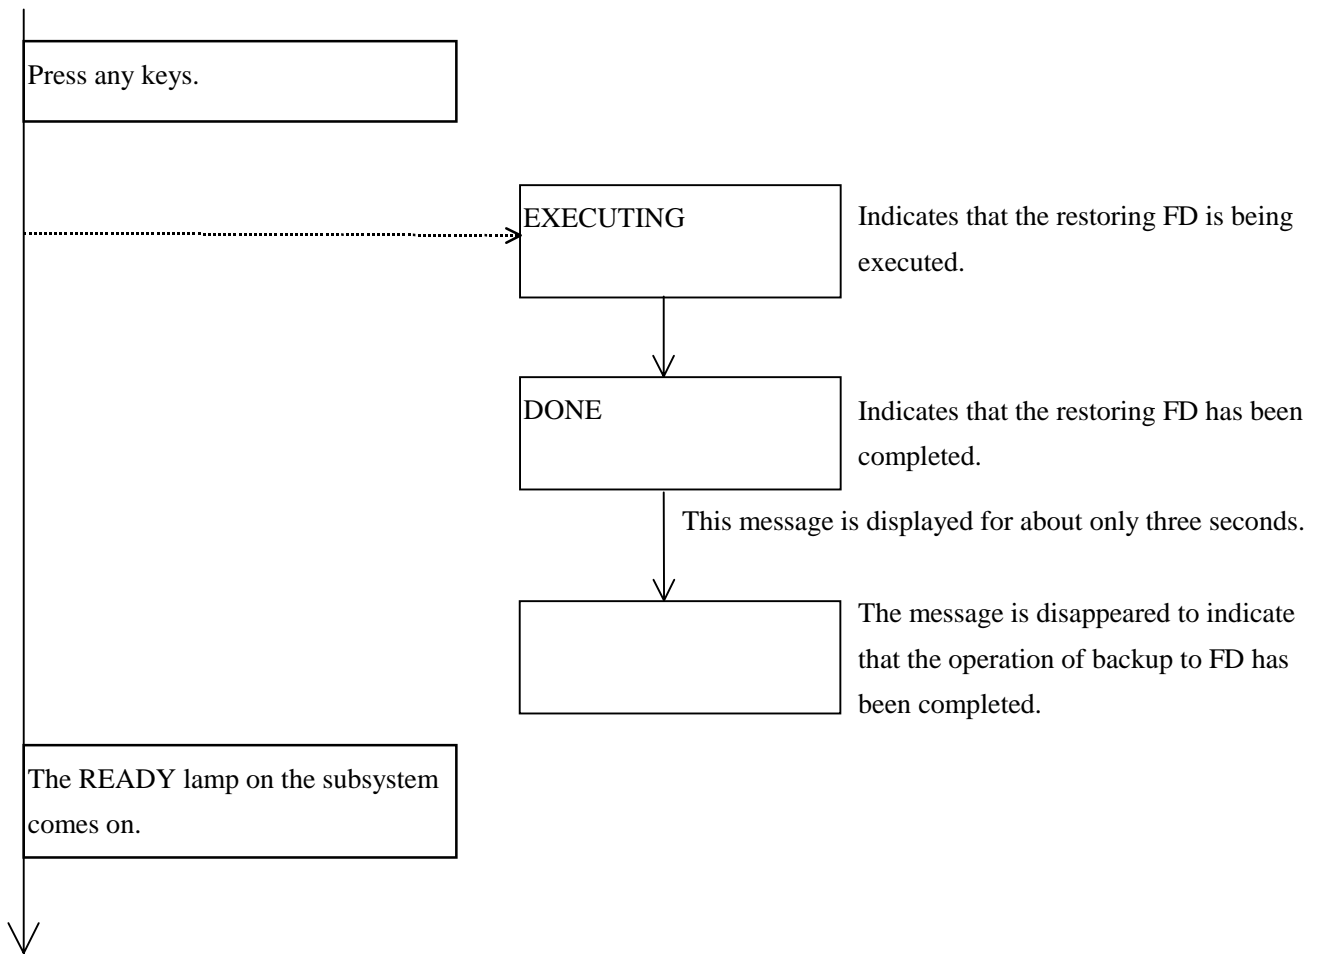 Press any keys.
EXECUTING
Indicates that the restoring FD is being
executed.
DONE
Indicates that the restoring FD has been
completed.
This message is displayed for about only three seconds.
The message is disappeared to indicate
that the operation of backup to FD has
been completed.
The READY lamp on the subsystem
comes on.